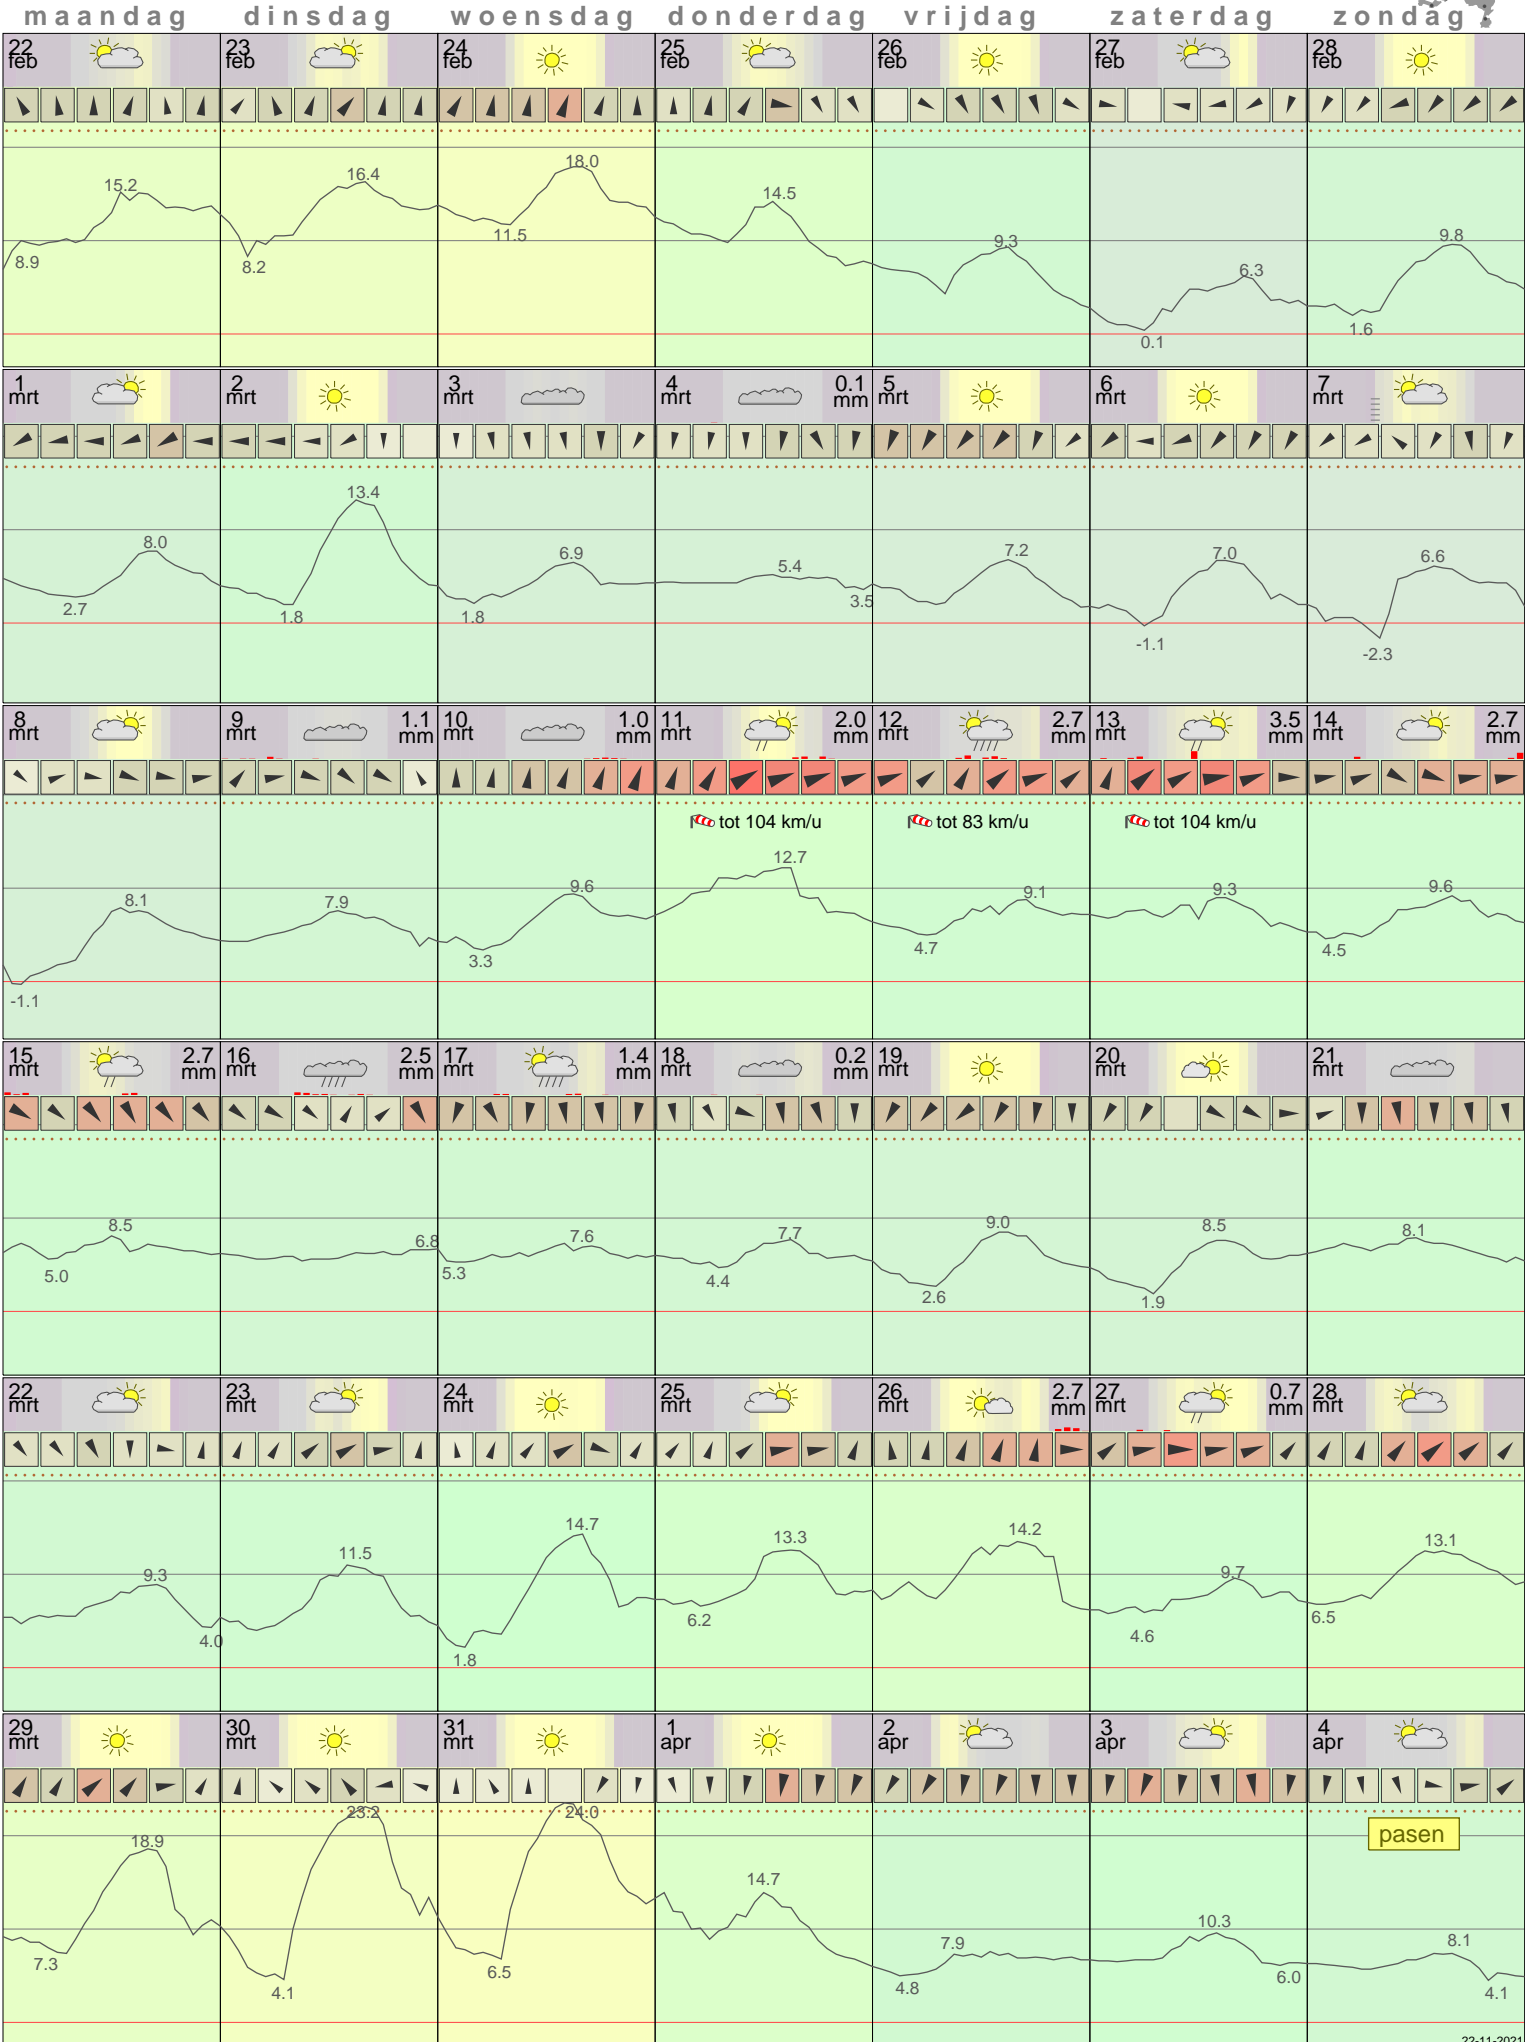 maandag dinsdag woensdag donderdag vrijdag zaterdag zondag
22 23 24 25 26 27 28
feb feb feb feb feb feb feb
15.2 16.4 18.0 14.5 9.3 6.3 9.8
8.9 8.2 11.5 0.1 1.6
1 2 3 4 0.1 5 6 7
mrt mrt mrt mrt mm mrt mrt mrt
8.0 13.4 6.9 5.4 7.2 7.0 6.6
2.7 1.8 1.8 3.5 -1.1 -2.3
8 9 1.1 10 1.0 11 2.0 12 2.7 13 3.5 14 2.7
mrt mrt mm mrt mm mrt mm mrt mm mrt mm mrt mm
tot 104 km/u tot 83 km/u tot 104 km/u
8.1 7.9 9.6 12.7 9.1 9.3 9.6
-1.1 3.3 4.7 4.5
15 2.7 16 2.5 17 1.4 18 0.2 19 20 21
mrt mm mrt mm mrt mm mrt mm mrt mrt mrt
8.5 6.8 7.6 7.7 9.0 8.5 8.1
5.0 5.3 4.4 2.6 1.9
22 23 24 25 26 2.7 27 0.7 28
mrt mrt mrt mrt mrt mm mrt mm mrt
9.3 11.5 14.7 13.3 14.2 9.7 13.1
4.0 1.8 6.2 4.6 6.5
29 30 31 1 2 3 4
mrt mrt mrt apr apr apr apr
pasen
18.9 23.2 24.0 14.7 7.9 10.3 8.1
7.3 4.1 6.5 4.8 6.0 4.1
22-11-2021